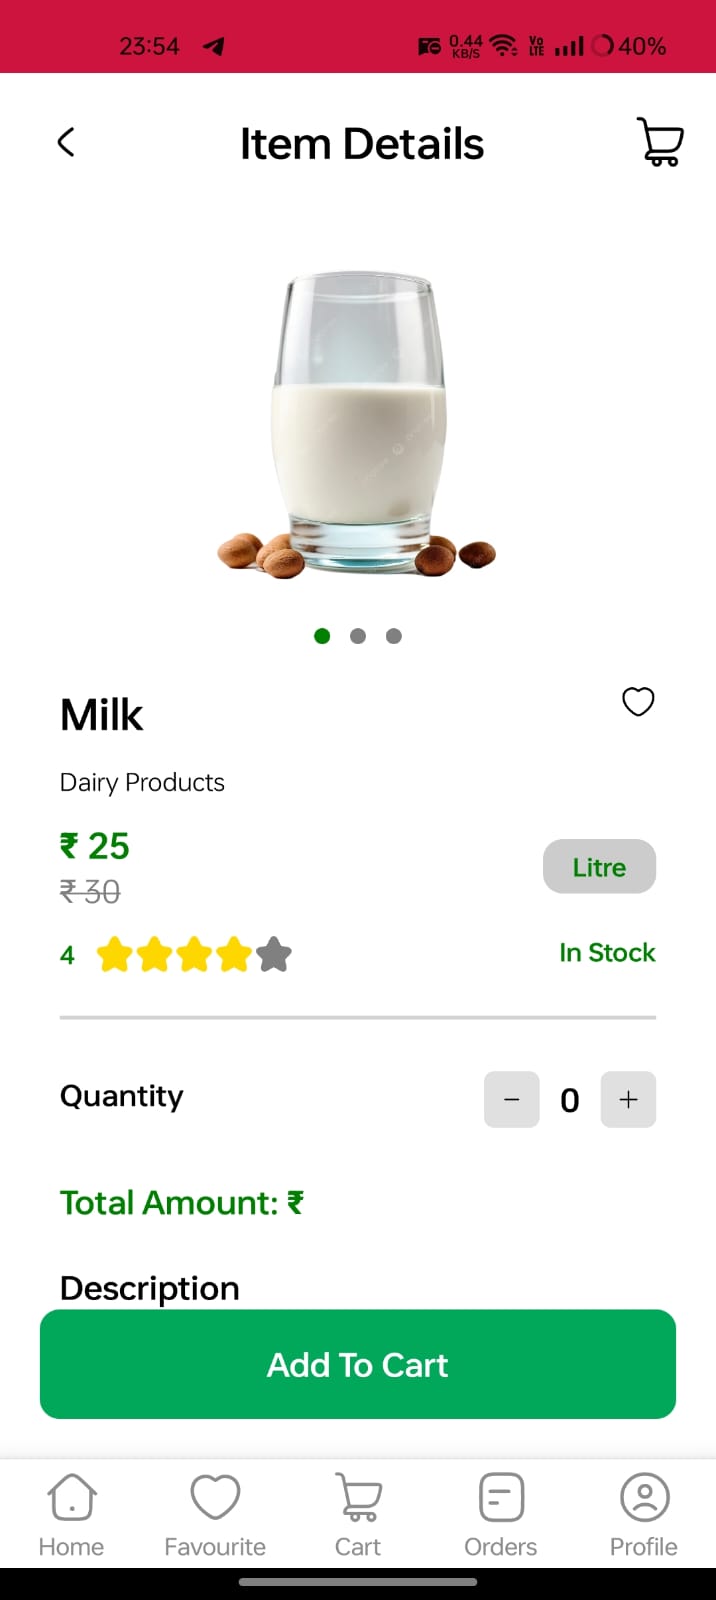 23:54 0.44 KB/S Vo LTE 40%
Item Details
Milk
Dairy Products
₹ 25
Litre
₹ 30
4
In Stock
Quantity
− 0 +
Total Amount: ₹
Description
Add To Cart
Home Favourite Cart Orders Profile